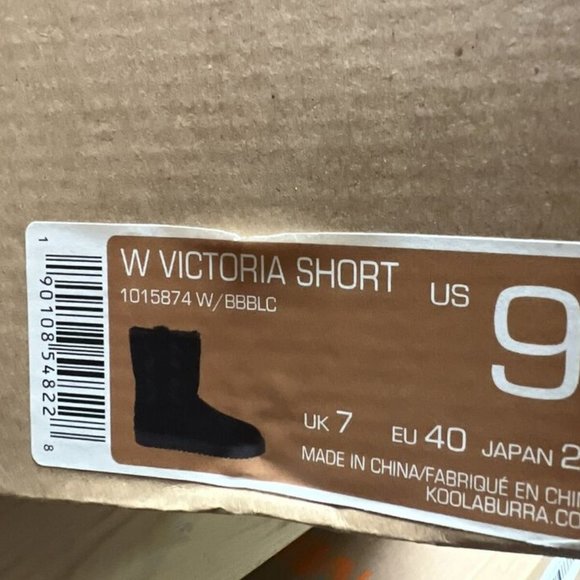 W VICTORIA SHORT US 9
1015874 W/BBBLC
UK 7 EU 40 JAPAN 2
MADE IN CHINA/FABRIQUÉ EN CHI
KOOLABURRA.CO
1 90108 54822 8